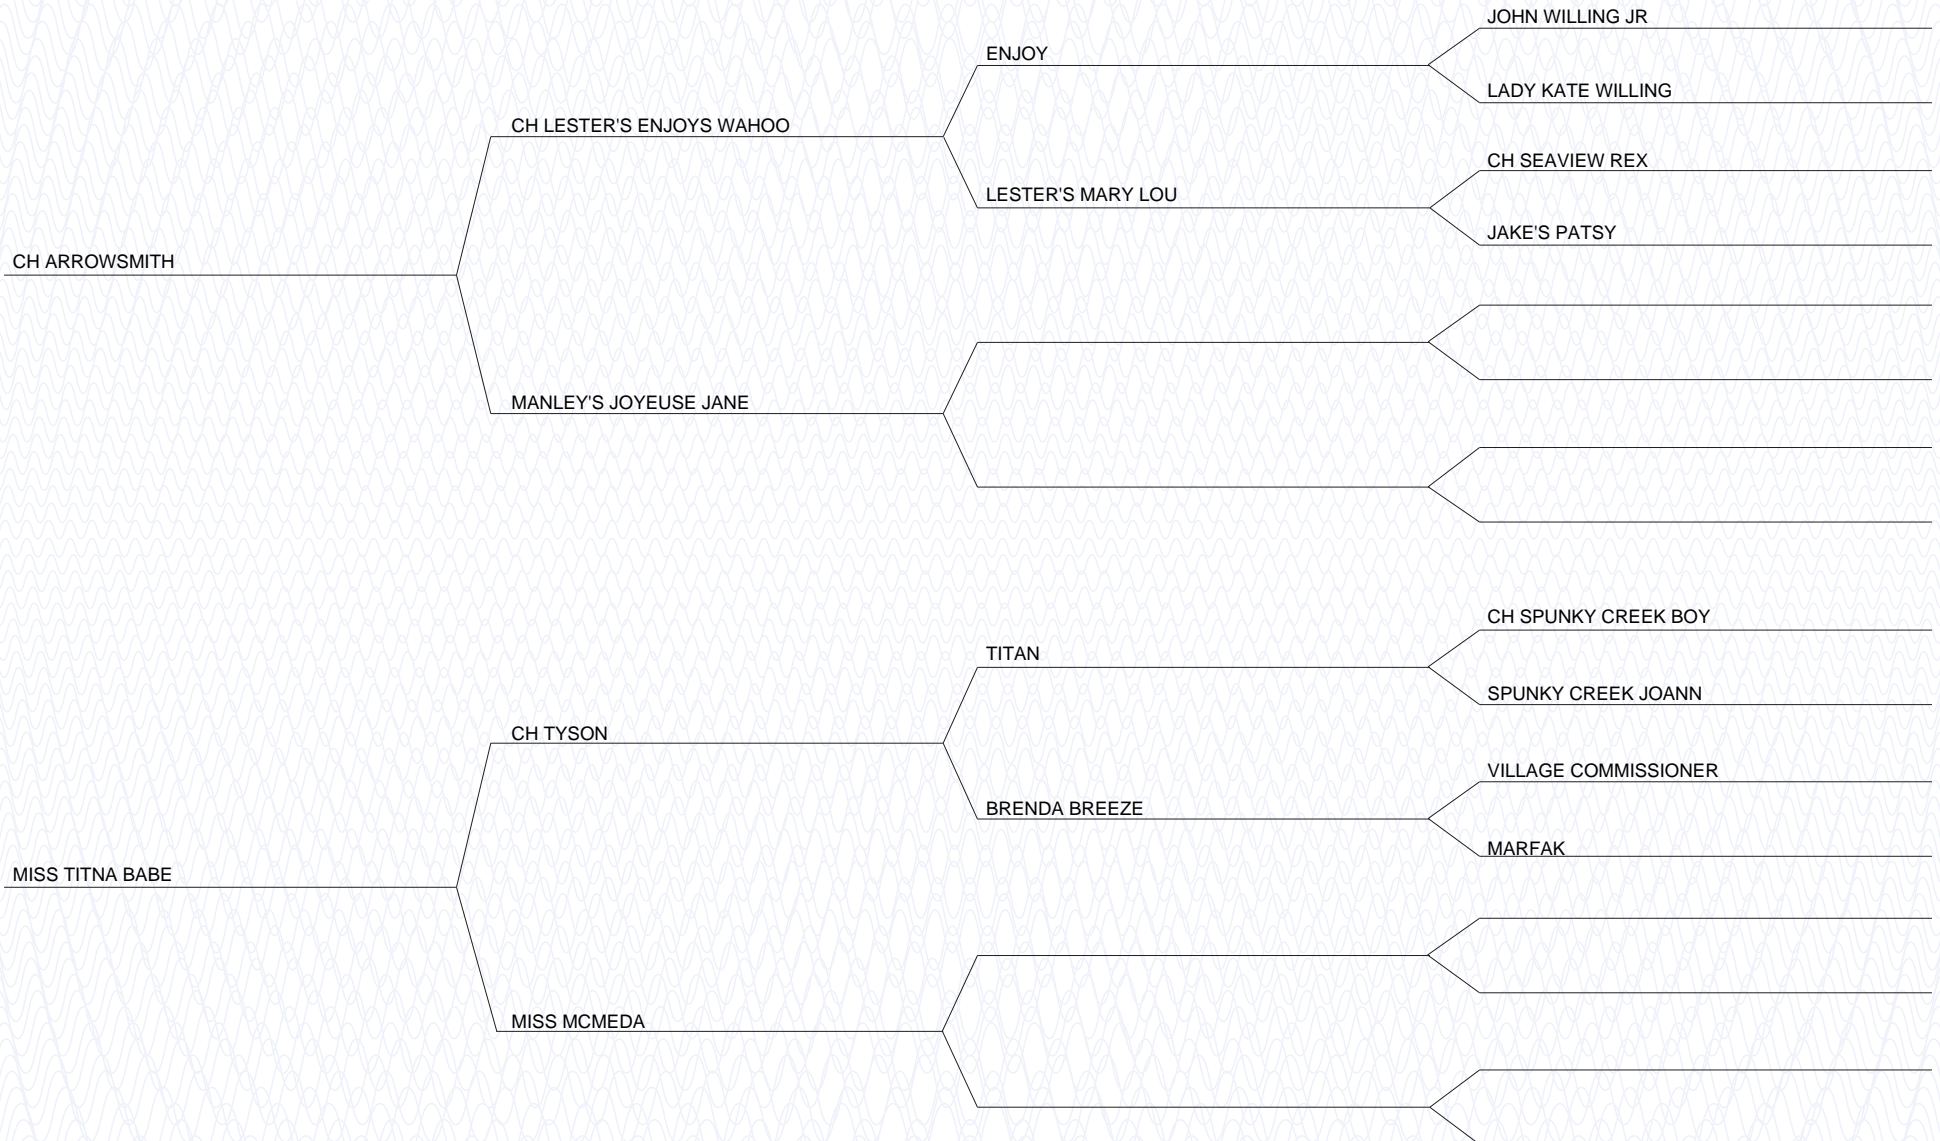 JOHN WILLING JR
ENJOY
LADY KATE WILLING
CH LESTER'S ENJOYS WAHOO
CH SEAVIEW REX
LESTER'S MARY LOU
JAKE'S PATSY
CH ARROWSMITH
MANLEY'S JOYEUSE JANE
CH SPUNKY CREEK BOY
TITAN
SPUNKY CREEK JOANN
CH TYSON
VILLAGE COMMISSIONER
BRENDA BREEZE
MARFAK
MISS TITNA BABE
MISS MCMEDA